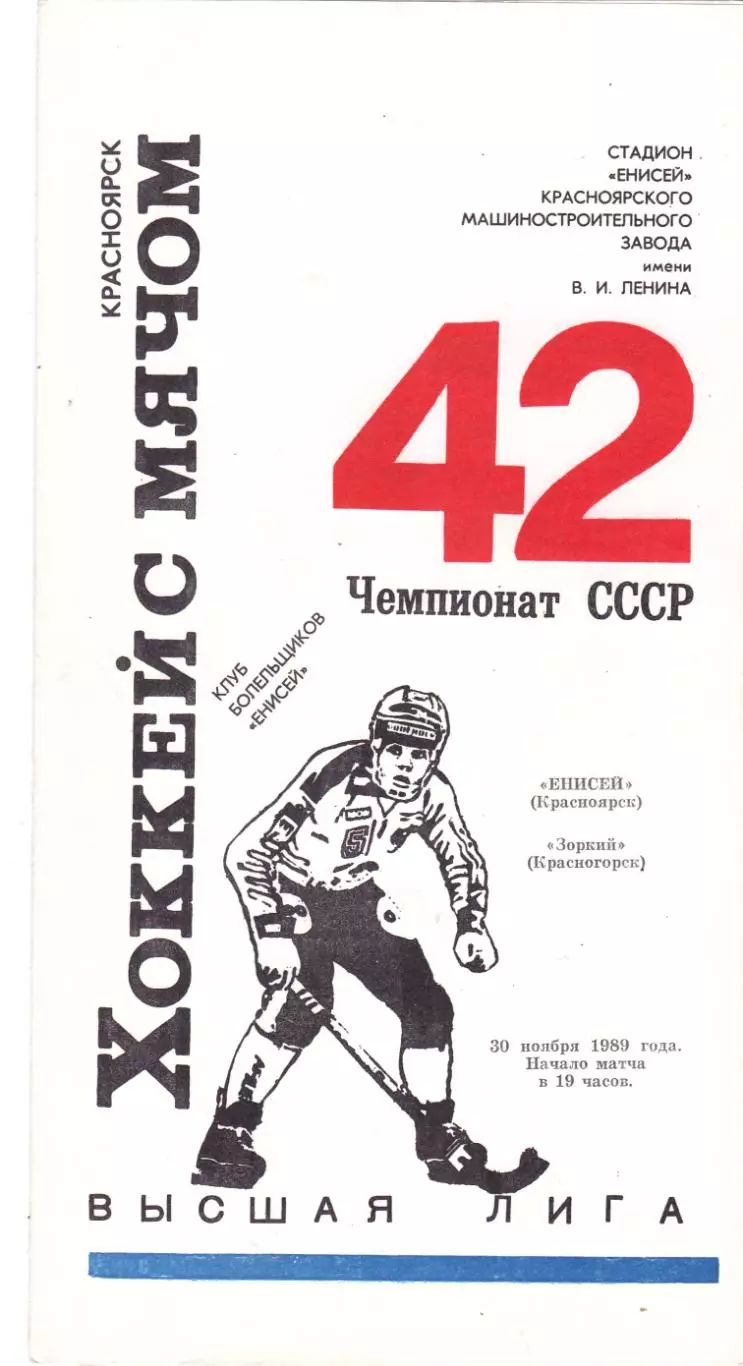 КРАСНОЯРСК
ХОККЕЙ С МЯЧОМ
СТАДИОН
«ЕНИСЕЙ»
КРАСНОЯРСКОГО
МАШИНОСТРОИТЕЛЬНОГО
ЗАВОДА
имени
В. И. ЛЕНИНА
42
Чемпионат СССР
КЛУБ
БОЛЕЛЬЩИКОВ
«ЕНИСЕЙ»
«ЕНИСЕЙ»
(Красноярск)
«Зоркий»
(Красногорск)
5
30 ноября 1989 года.
Начало матча
в 19 часов.
ВЫСШАЯ ЛИГА